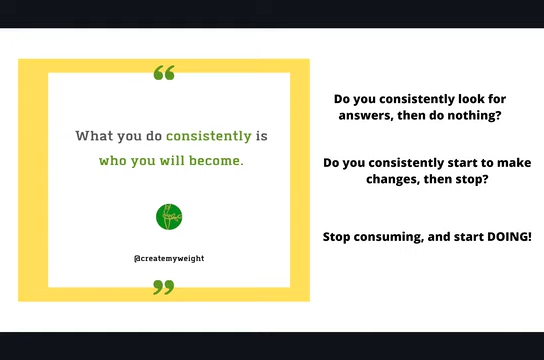 “
What you do consistently is
who you will become.
@createmyweight
”
Do you consistently look for
answers, then do nothing?
Do you consistently start to make
changes, then stop?
Stop consuming, and start DOING!